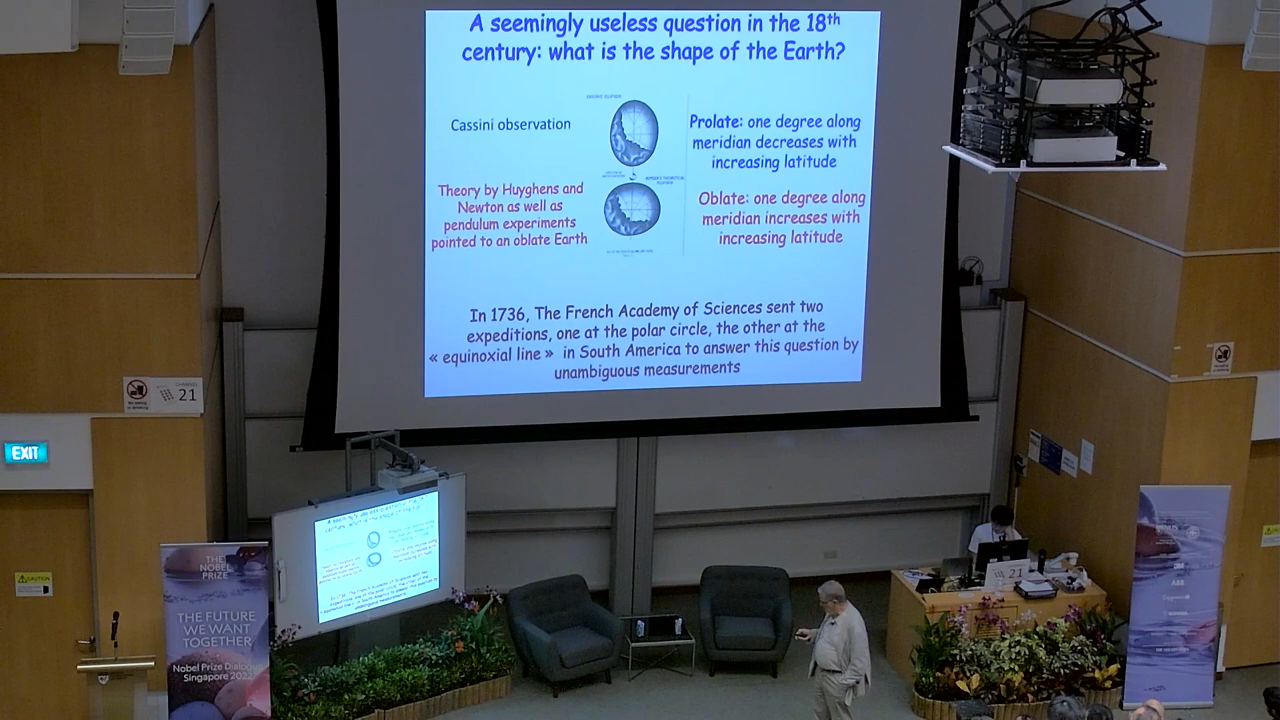 A seemingly useless question in the 18th
century: what is the shape of the Earth?
Cassini observation
Prolate: one degree along
meridian decreases with
increasing latitude
Theory by Huyghens and
Newton as well as
pendulum experiments
pointed to an oblate Earth
Oblate: one degree along
meridian increases with
increasing latitude
In 1736, The French Academy of Sciences sent two
expeditions, one at the polar circle, the other at the
« equinoxial line » in South America to answer this question by
unambiguous measurements
CHANNEL
21
EXIT
CAUTION
THE
NOBEL
PRIZE
THE FUTURE
WE WANT
TOGETHER
Nobel Prize Dialogue
Singapore 2022
21
3M
ABB